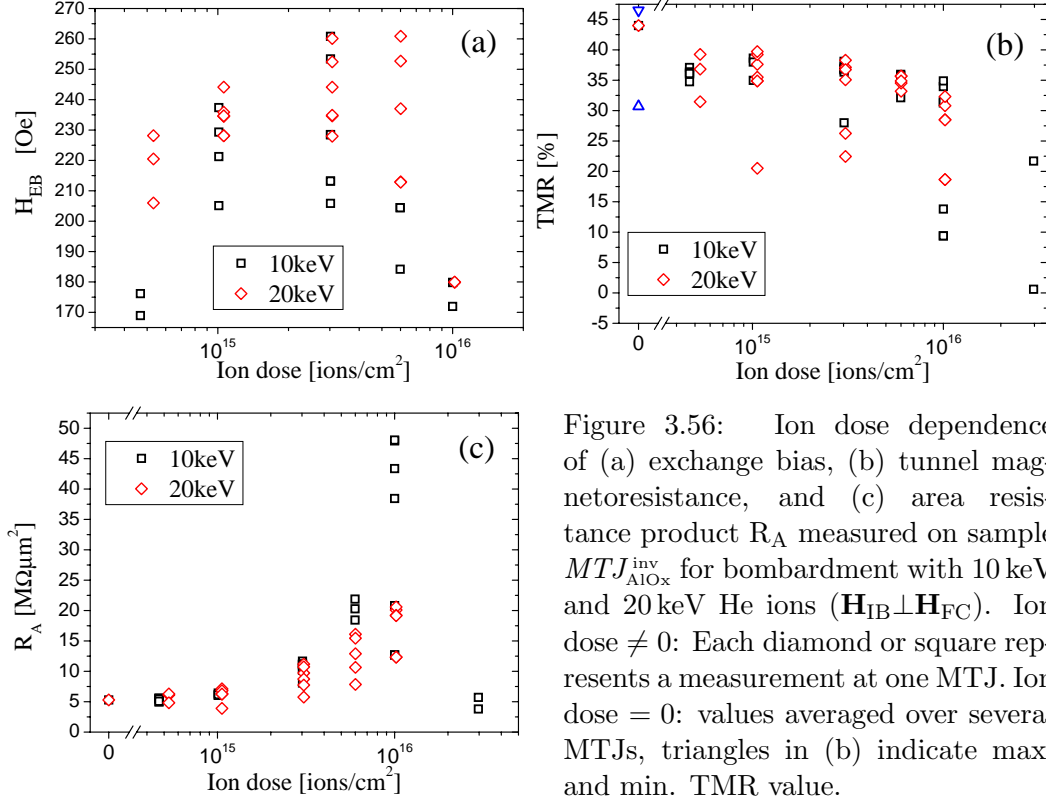 (a)
260
250
240
230
220
210
200
190
180
170
H_EB [Oe]
10keV
20keV
10^15
10^16
Ion dose [ions/cm^2]
(b)
45
40
35
30
25
20
15
10
5
0
-5
TMR [%]
10keV
20keV
0
10^15
10^16
Ion dose [ions/cm^2]
(c)
50
45
40
35
30
25
20
15
10
5
0
R_A [MΩμm^2]
10keV
20keV
0
10^15
10^16
Ion dose [ions/cm^2]
Figure 3.56: Ion dose dependence
of (a) exchange bias, (b) tunnel mag-
netoresistance, and (c) area resis-
tance product R_A measured on sample
MTJ^inv_AlOx for bombardment with 10 keV
and 20 keV He ions (H_IB⊥H_FC). Ion
dose ≠ 0: Each diamond or square rep-
resents a measurement at one MTJ. Ion
dose = 0: values averaged over severa
MTJs, triangles in (b) indicate max
and min. TMR value.